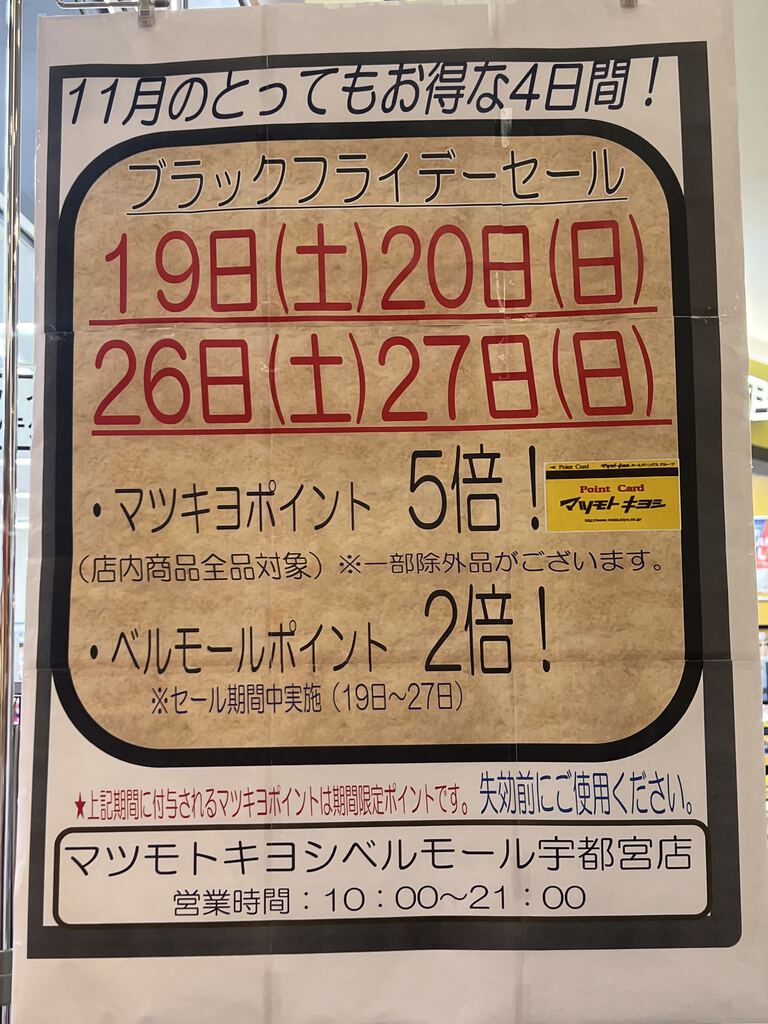 11月のとってもお得な4日間！
ブラックフライデーセール
19日(土)20日(日)
26日(土)27日(日)
・マツキヨポイント 5倍！
Point Card
Point Card
マツモトキヨシ
(店内商品全品対象) ※一部除外品がございます。
・ベルモールポイント 2倍！
※セール期間中実施（19日～27日）
★上記期間に付与されるマツキヨポイントは期間限定ポイントです。失効前にご使用ください。
マツモトキヨシベルモール宇都宮店
営業時間：10：00～21：00